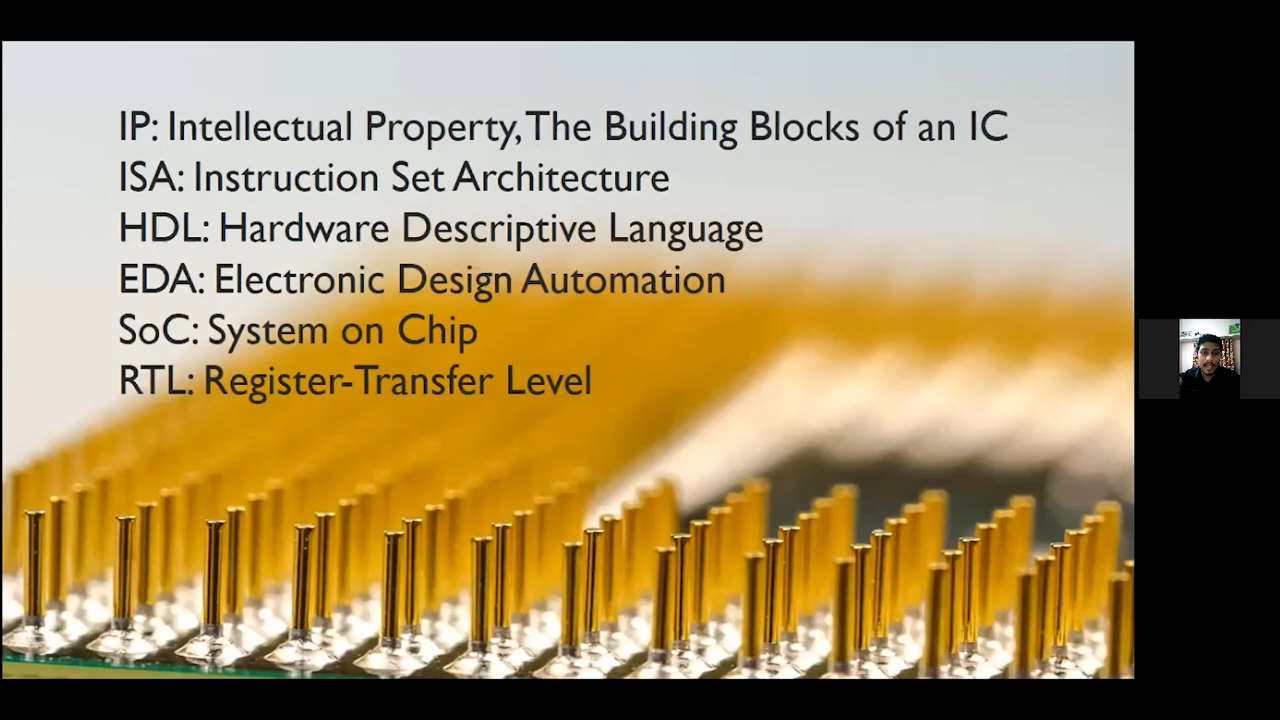 IP: Intellectual Property, The Building Blocks of an IC
ISA: Instruction Set Architecture
HDL: Hardware Descriptive Language
EDA: Electronic Design Automation
SoC: System on Chip
RTL: Register-Transfer Level